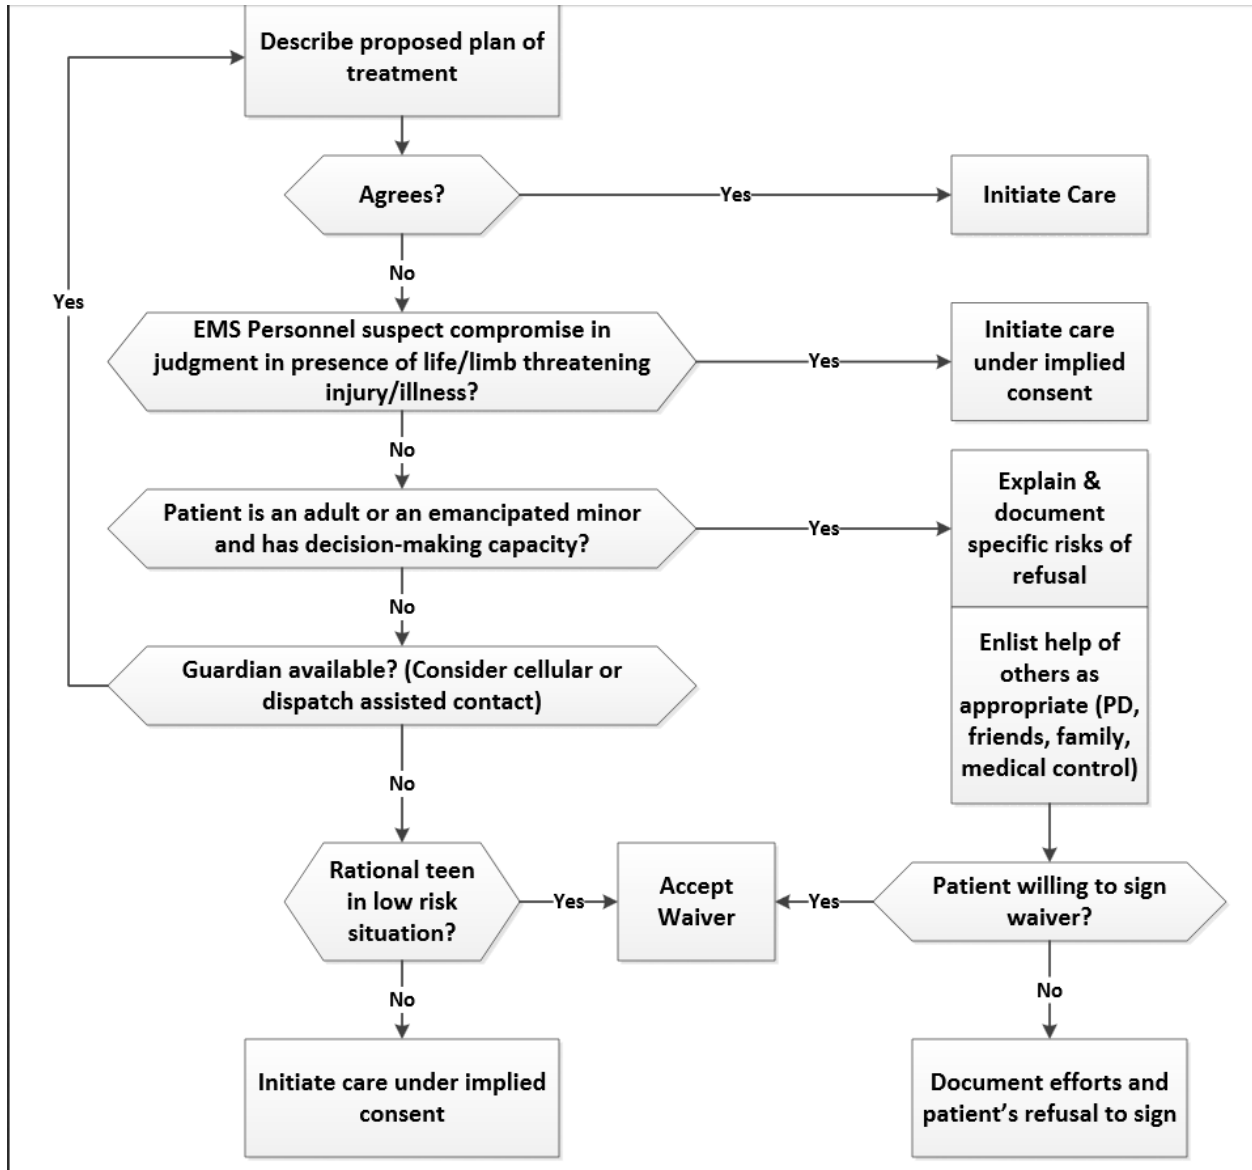 Describe proposed plan of
treatment
Agrees?
Yes
Initiate Care
No
Yes
EMS Personnel suspect compromise in
judgment in presence of life/limb threatening
injury/illness?
Yes
Initiate care
under implied
consent
No
Patient is an adult or an emancipated minor
and has decision-making capacity?
Yes
Explain &
document
specific risks of
refusal
No
Guardian available? (Consider cellular or
dispatch assisted contact)
Enlist help of
others as
appropriate (PD,
friends, family,
medical control)
No
Rational teen
in low risk
situation?
Yes
Accept
Waiver
Yes
Patient willing to sign
waiver?
No
No
Initiate care under implied
consent
Document efforts and
patient's refusal to sign